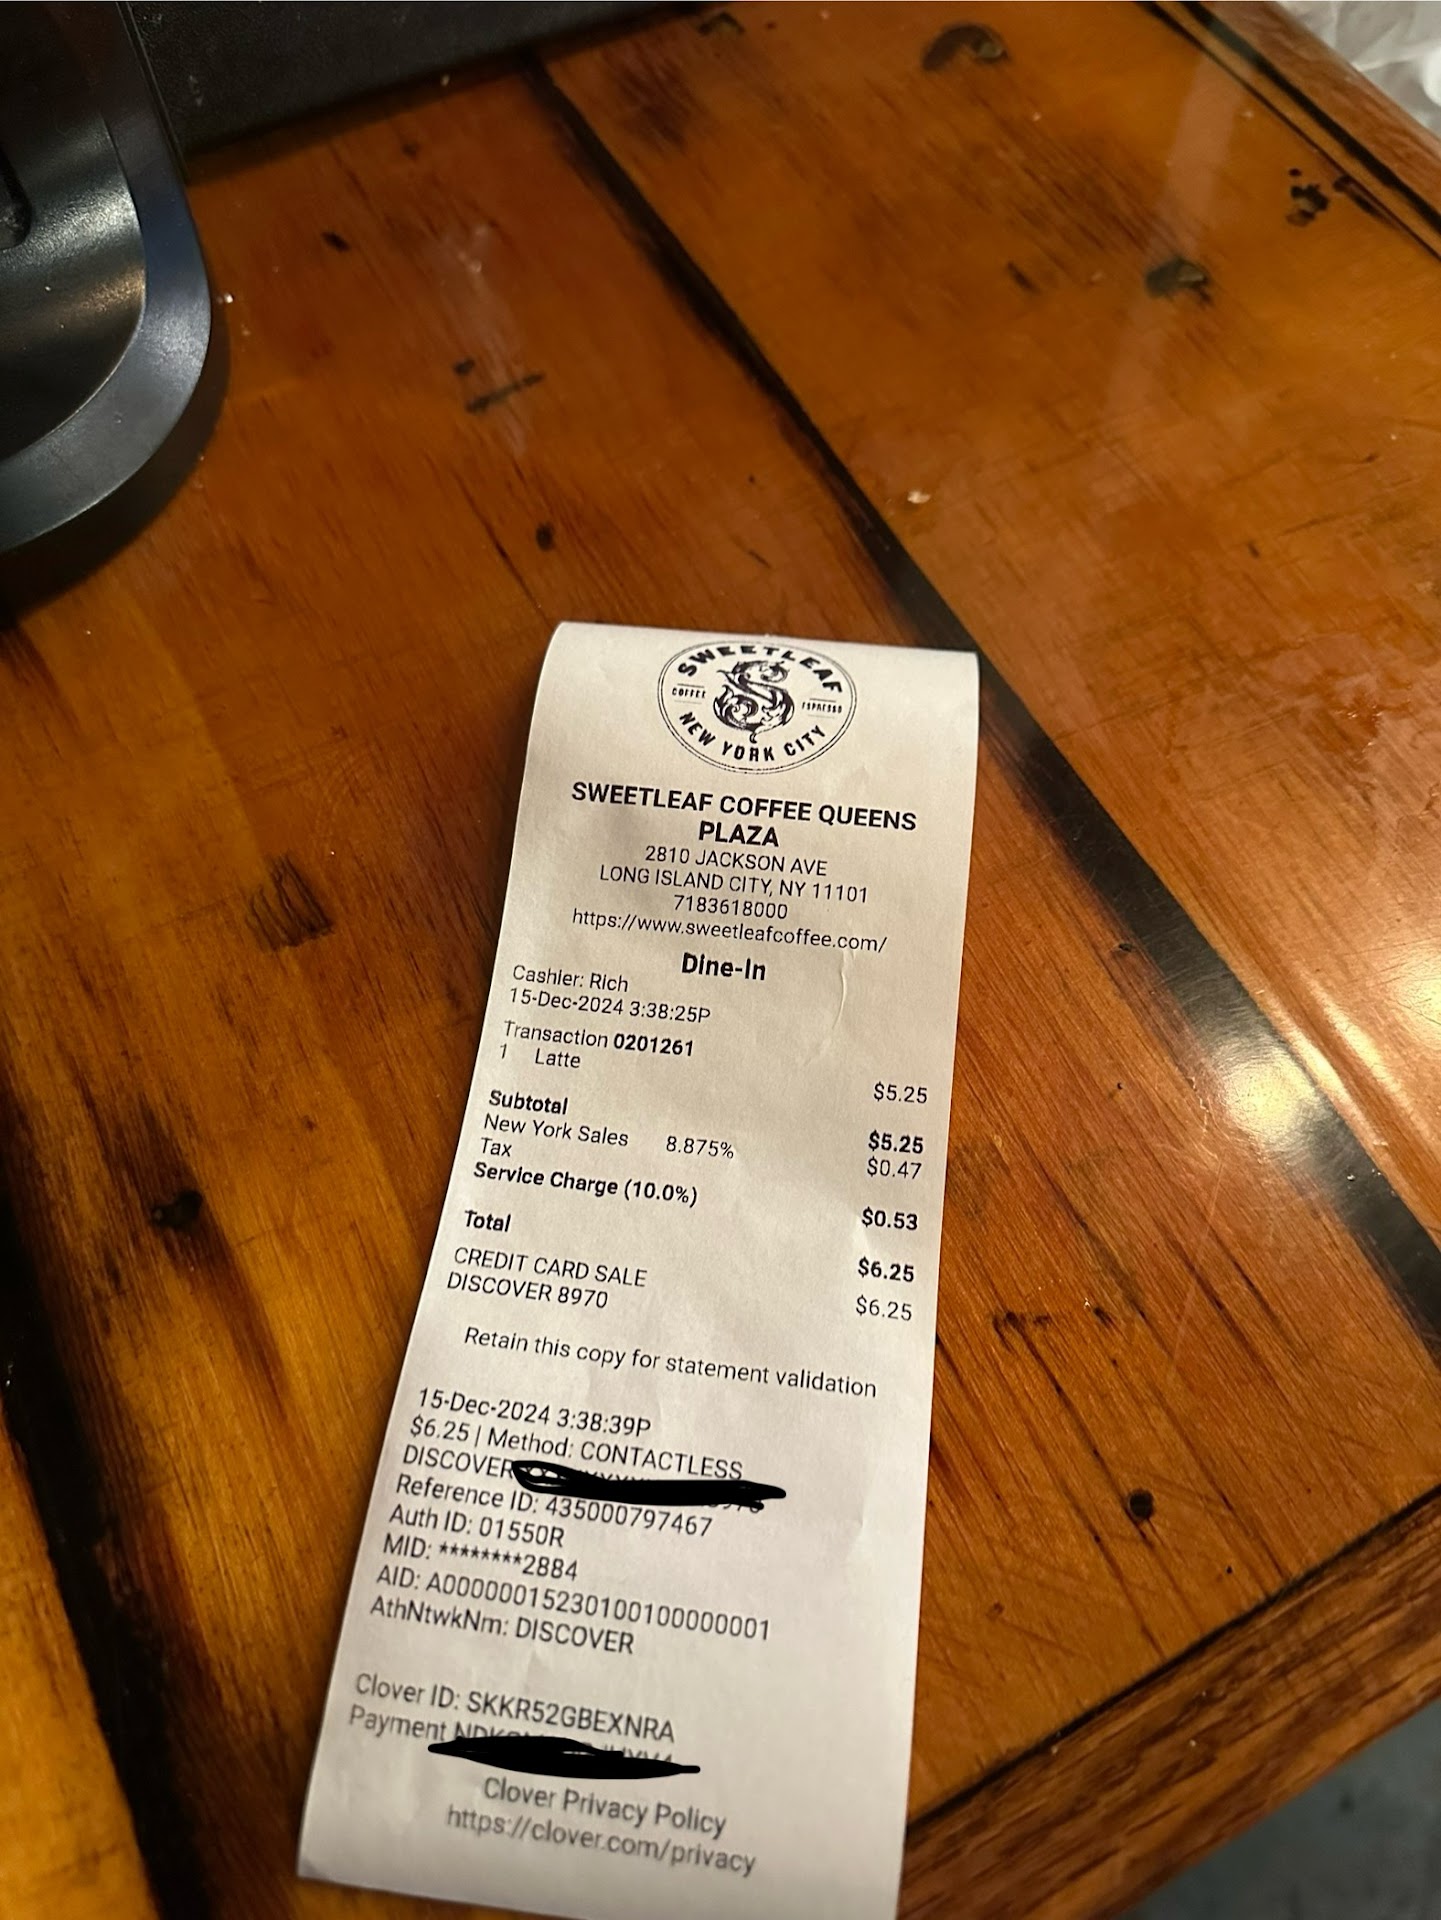 SWEETLEAF
COFFEE ESPRESSO
NEW YORK CITY
SWEETLEAF COFFEE QUEENS
PLAZA
2810 JACKSON AVE
LONG ISLAND CITY, NY 11101
7183618000
https://www.sweetleafcoffee.com/
Dine-In
Cashier: Rich
15-Dec-2024 3:38:25P
Transaction 0201261
1 Latte $5.25
Subtotal $5.25
New York Sales 8.875% $0.47
Tax
Service Charge (10.0%) $0.53
Total $6.25
CREDIT CARD SALE $6.25
DISCOVER 8970
Retain this copy for statement validation
15-Dec-2024 3:38:39P
$6.25 | Method: CONTACTLESS
DISCOVER
Reference ID: 435000797467
Auth ID: 01550R
MID: ********2884
AID: A0000001523010010000​0001
AthNtwkNm: DISCOVER
Clover ID: SKKR52GBEXNRA
Payment
Clover Privacy Policy
https://clover.com/privacy